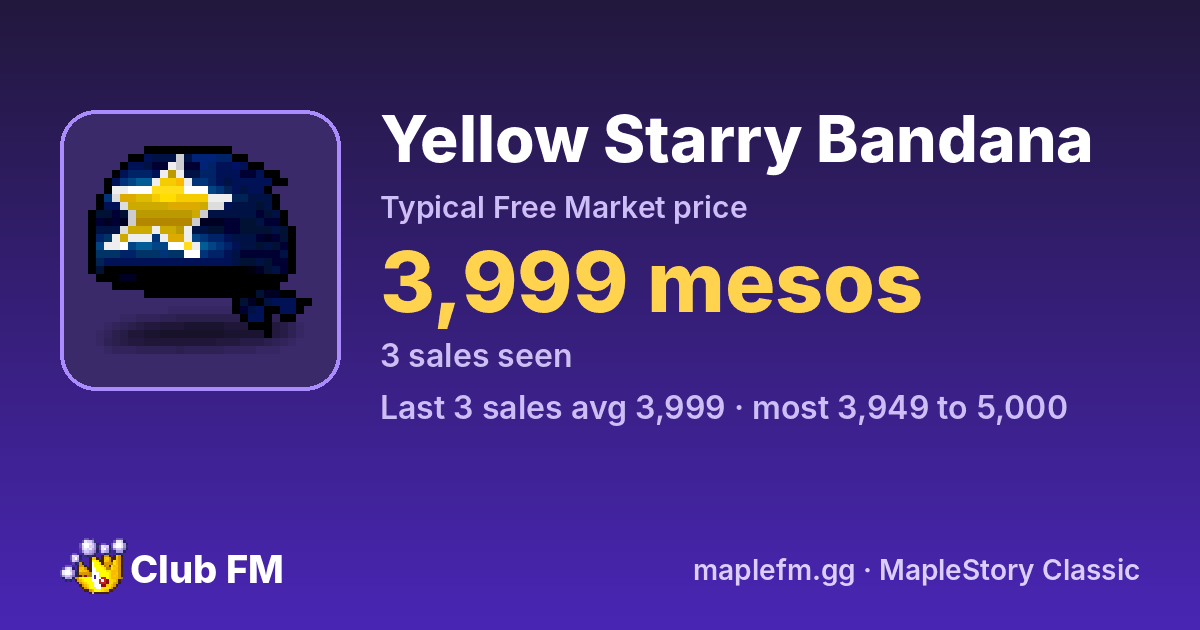 Yellow Starry Bandana
Typical Free Market price
3,999 mesos
3 sales seen
Last 3 sales avg 3,999 · most 3,949 to 5,000
Club FM
maplefm.gg · MapleStory Classic